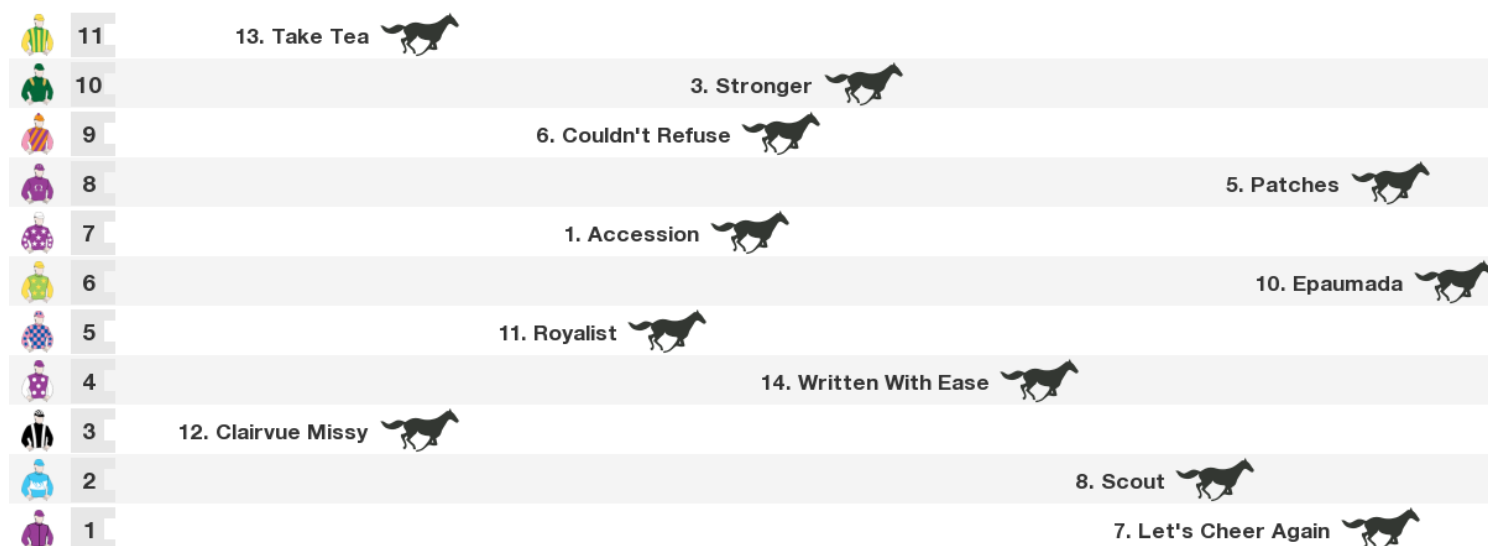 11 13. Take Tea
10 3. Stronger
9 6. Couldn't Refuse
8 5. Patches
7 1. Accession
6 10. Epaumada
5 11. Royalist
4 14. Written With Ease
3 12. Clairvue Missy
2 8. Scout
1 7. Let's Cheer Again